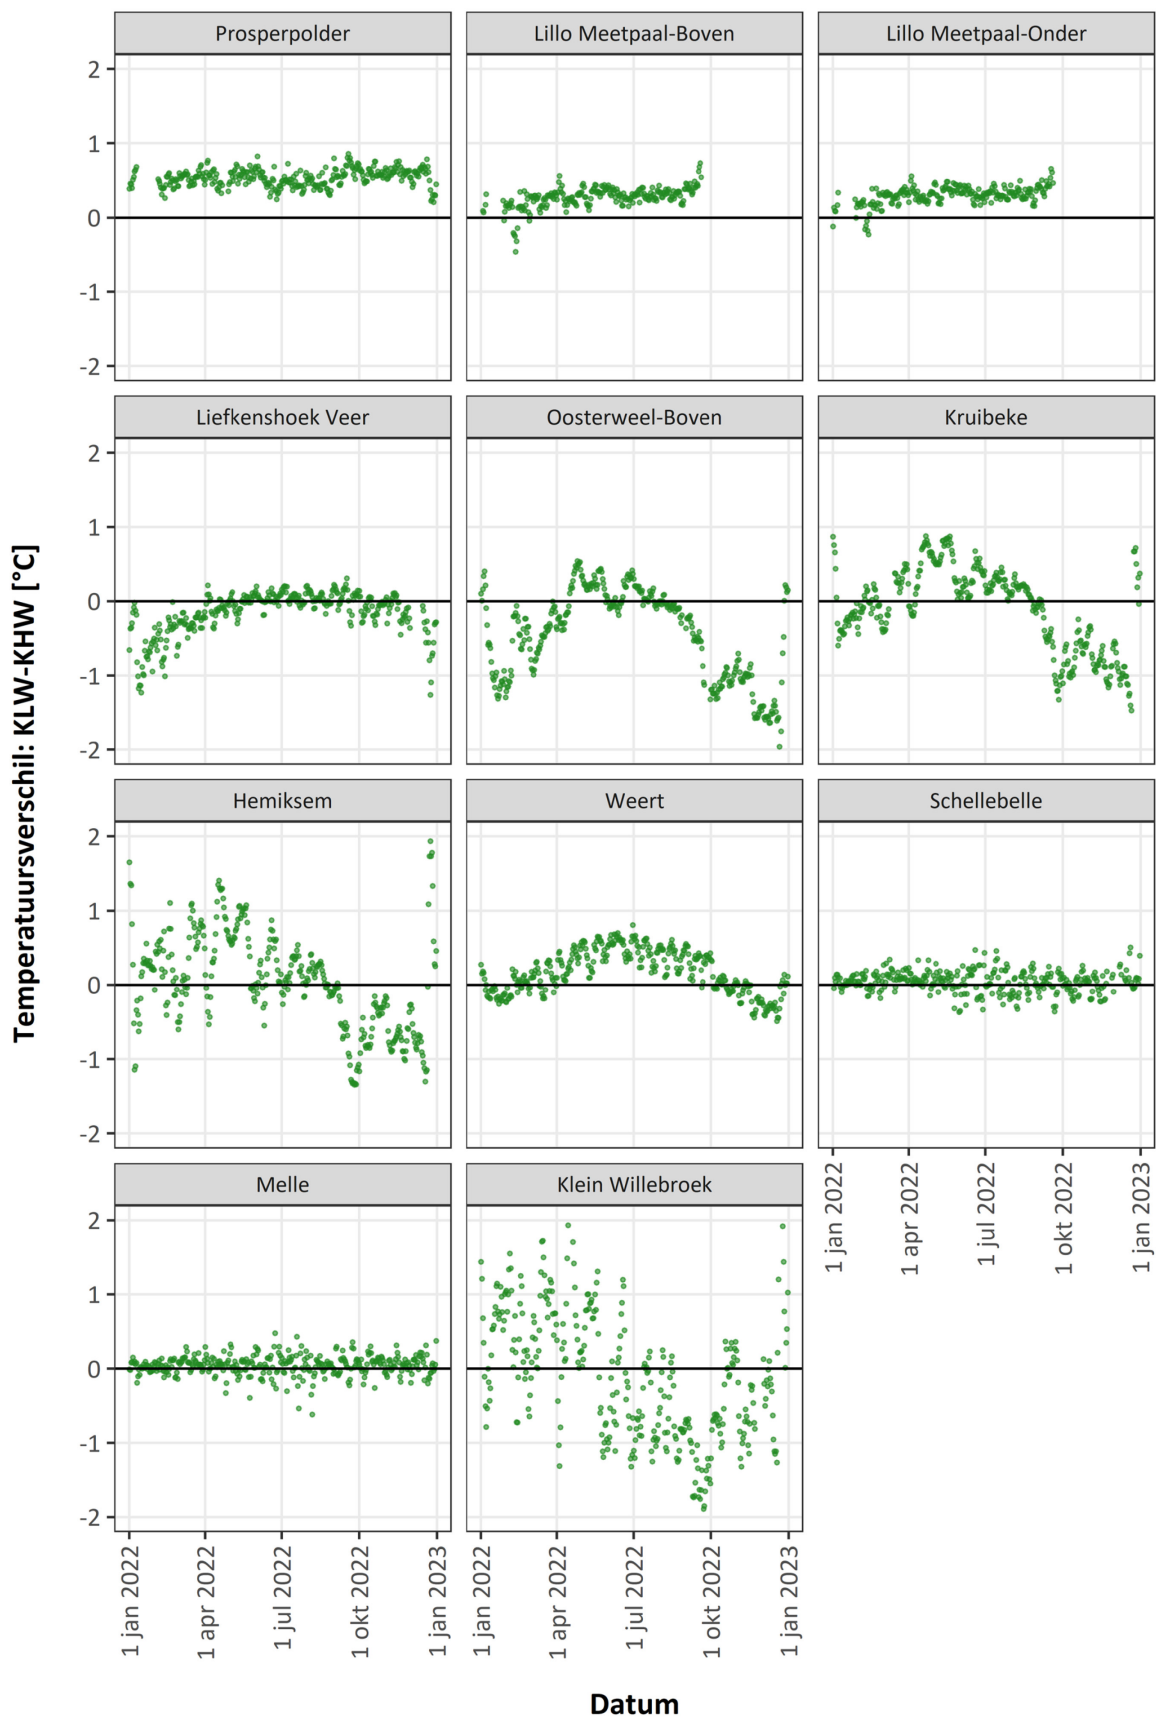 Prosperpolder
Lillo Meetpaal-Boven
Lillo Meetpaal-Onder
2
1
0
-1
-2
Liefkenshoek Veer
Oosterweel-Boven
Kruibeke
2
1
0
-1
-2
Temperatuursverschil: KLW-KHW [°C]
Hemiksem
Weert
Schellebelle
2
1
0
-1
-2
1 jan 2022
1 apr 2022
1 jul 2022
1 okt 2022
1 jan 2023
Melle
Klein Willebroek
2
1
0
-1
-2
1 jan 2022
1 apr 2022
1 jul 2022
1 okt 2022
1 jan 2023
1 jan 2022
1 apr 2022
1 jul 2022
1 okt 2022
1 jan 2023
Datum